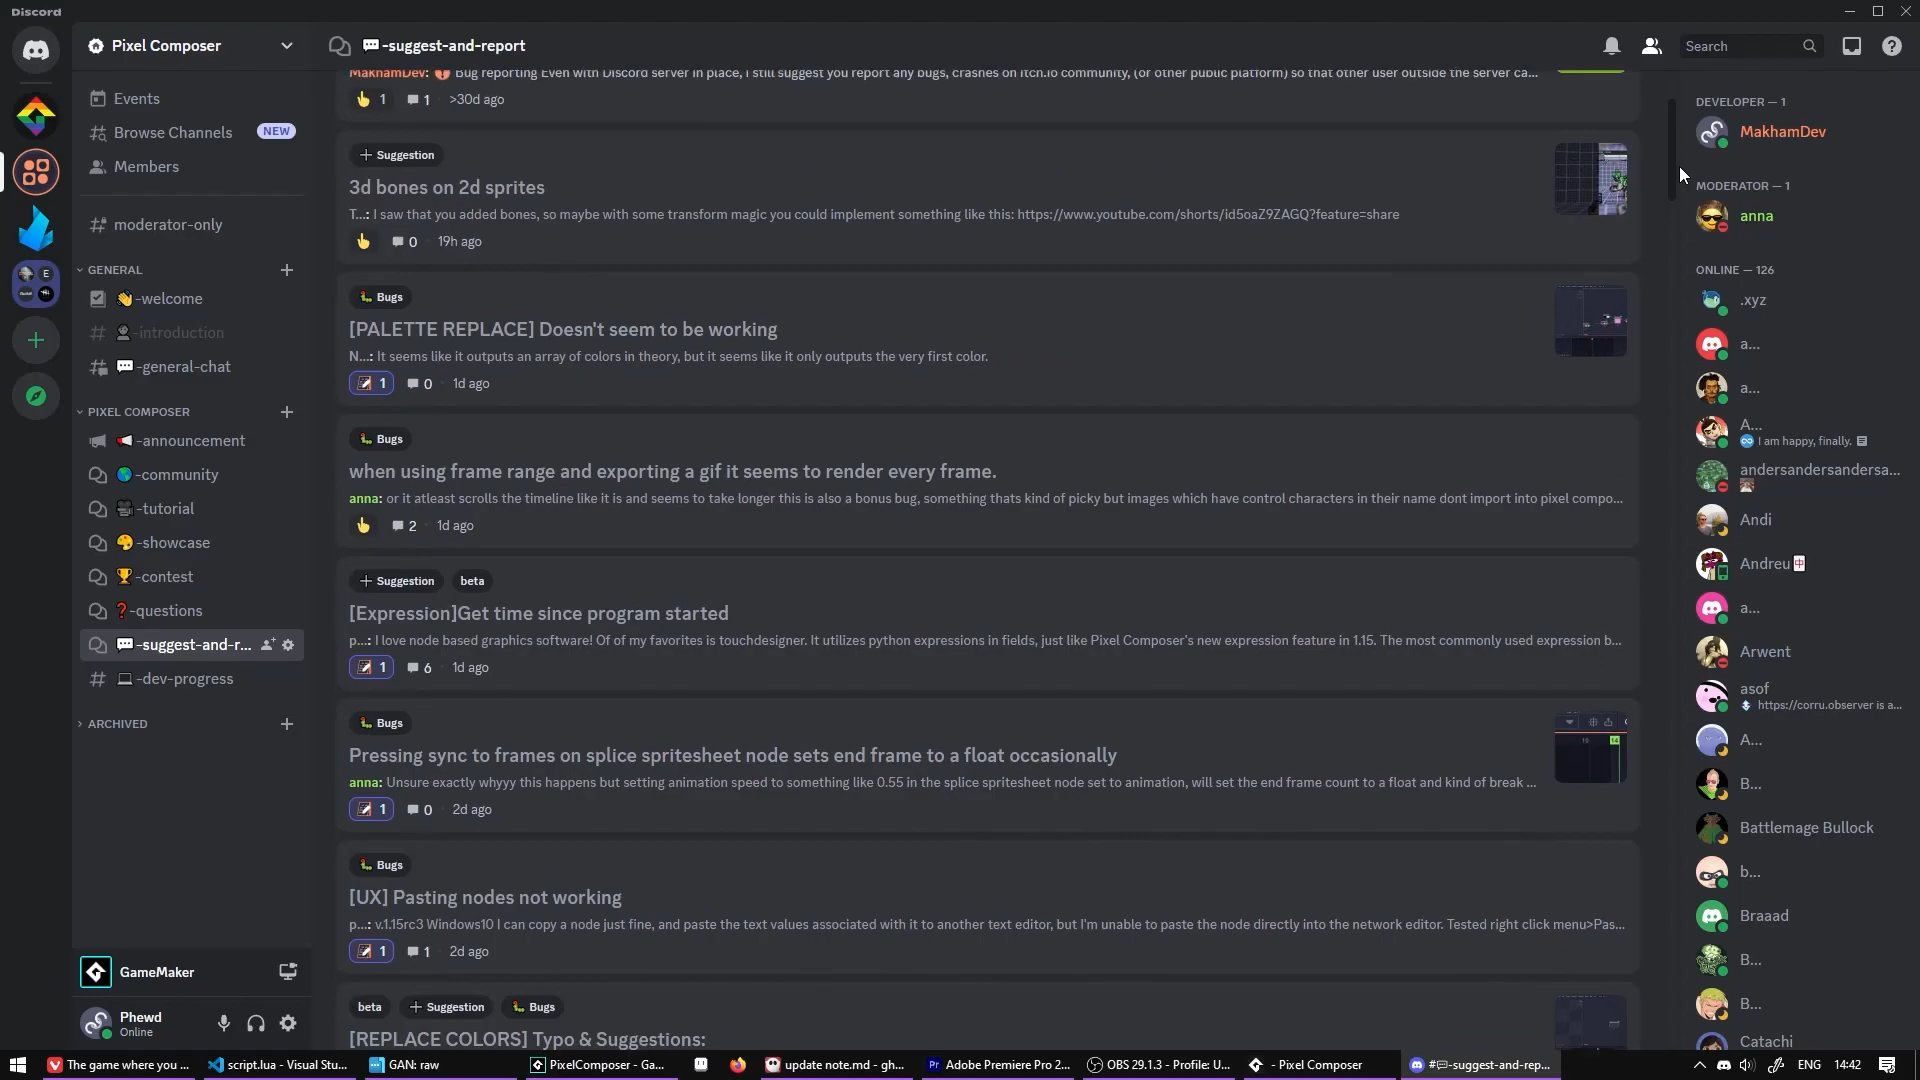 Discord
Pixel Composer
-suggest-and-report
Search
Events
Browse Channels NEW
Members
moderator-only
GENERAL
-welcome
-introduction
-general-chat
PIXEL COMPOSER
-announcement
-community
-tutorial
-showcase
-contest
-questions
-suggest-and-r...
-dev-progress
ARCHIVED
GameMaker
Phewd
Online
MakhamDev: Bug reporting Even with Discord server in place, I still suggest you report any bugs, crashes on Itch.io community, (or other public platform) so that other user outside the server ca...
1 1 · >30d ago
Suggestion
3d bones on 2d sprites
T...: I saw that you added bones, so maybe with some transform magic you could implement something like this: https://www.youtube.com/shorts/id5oaZ9ZAGQ?feature=share
0 · 19h ago
Bugs
[PALETTE REPLACE] Doesn't seem to be working
N...: It seems like it outputs an array of colors in theory, but it seems like it only outputs the very first color.
1 0 · 1d ago
Bugs
when using frame range and exporting a gif it seems to render every frame.
anna: or it atleast scrolls the timeline like it is and seems to take longer this is also a bonus bug, something thats kind of picky but images which have control characters in their name dont import into pixel compo...
2 · 1d ago
+ Suggestion beta
[Expression]Get time since program started
p...: I love node based graphics software! Of of my favorites is touchdesigner. It utilizes python expressions in fields, just like Pixel Composer's new expression feature in 1.15. The most commonly used expression b...
1 6 · 1d ago
Bugs
Pressing sync to frames on splice spritesheet node sets end frame to a float occasionally
anna: Unsure exactly whyyy this happens but setting animation speed to something like 0.55 in the splice spritesheet node set to animation, will set the end frame count to a float and kind of break ...
1 0 · 2d ago
Bugs
[UX] Pasting nodes not working
p...: v.1.15rc3 Windows10 I can copy a node just fine, and paste the text values associated with it to another text editor, but I'm unable to paste the node directly into the network editor. Tested right click menu>Pas...
1 1 · 2d ago
beta + Suggestion Bugs
[REPLACE COLORS] Typo & Suggestions:
DEVELOPER — 1
MakhamDev
MODERATOR — 1
anna
ONLINE — 126
.xyz
a...
a...
A...
I am happy, finally.
andersandersandersa...
Andi
Andreu
a...
Arwent
asof
https://corru.observer is a...
A...
B...
Battlemage Bullock
b...
Braaad
B...
B...
Catachi
The game where you ...
script.lua - Visual Stu...
GAN: raw
PixelComposer - Ga...
update note.md - gh...
Adobe Premiere Pro 2...
OBS 29.1.3 - Profile: U...
- Pixel Composer
-suggest-and-rep...
ENG 14:42